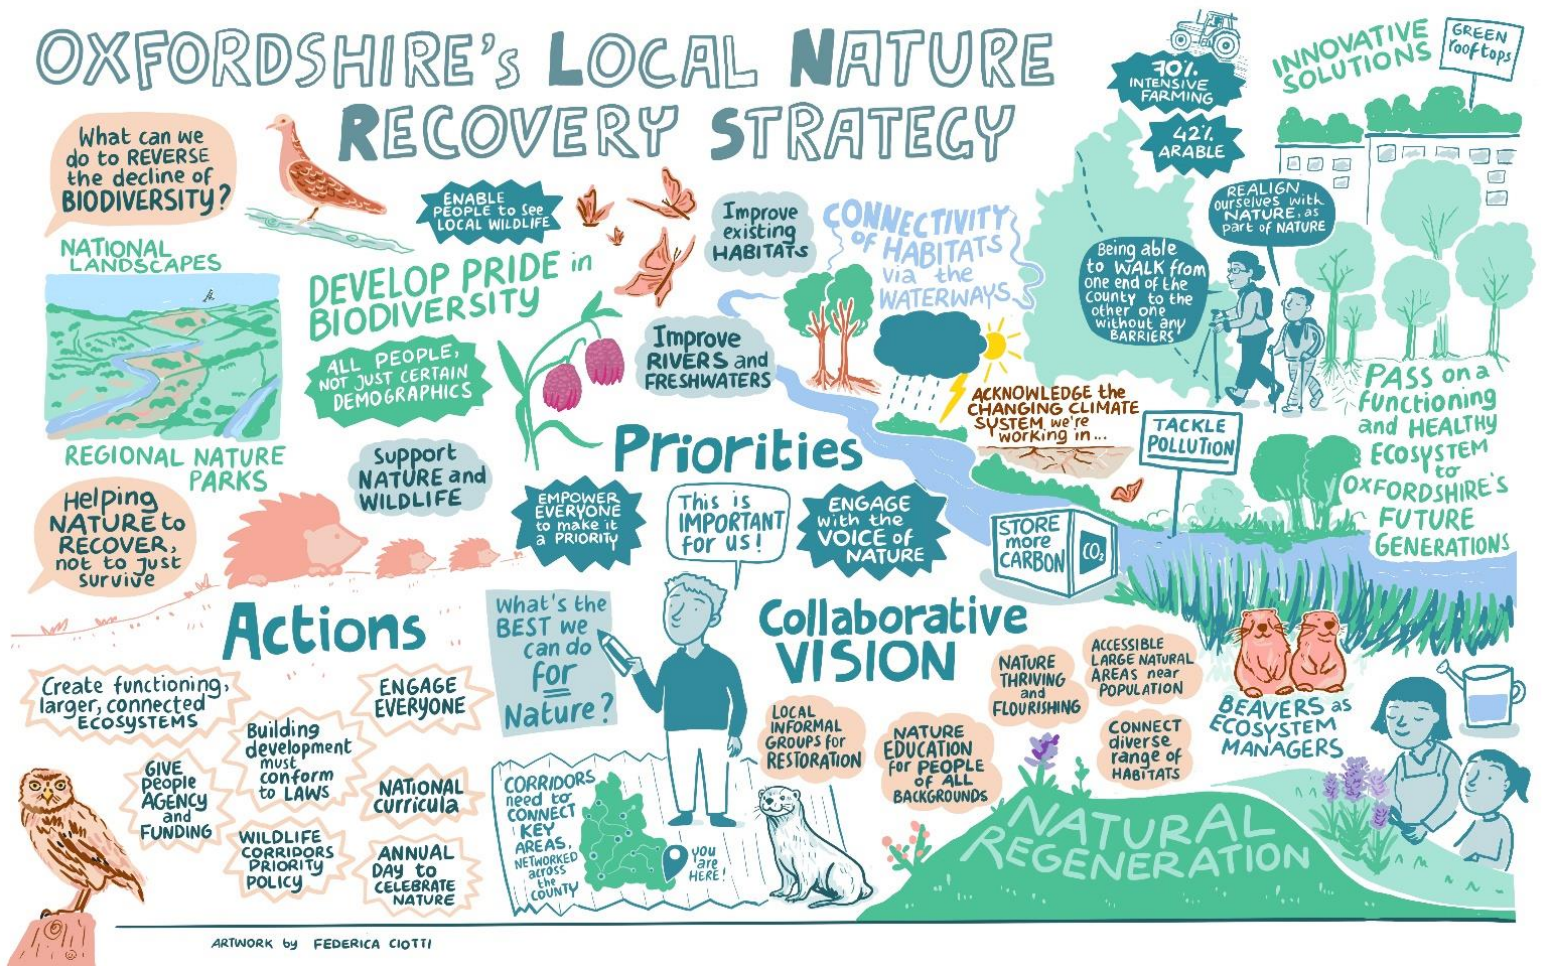 OXFORDSHIRE's LOCAL NATURE
RECOVERY STRATEGY
What can we
do to REVERSE
the decline of
BIODIVERSITY?
NATIONAL
LANDSCAPES
REGIONAL NATURE
PARKS
Helping
NATURE to
RECOVER,
not to just
survive
ENABLE
PEOPLE to see
LOCAL WILDLIFE
DEVELOP PRIDE in
BIODIVERSITY
ALL PEOPLE,
NOT JUST CERTAIN
DEMOGRAPHICS
Support
NATURE and
WILDLIFE
Improve
existing
HABITATS
Improve
RIVERS and
FRESHWATERS
CONNECTIVITY
of HABITATS
via the
WATERWAYS
70%
INTENSIVE
FARMING
42%
ARABLE
INNOVATIVE
SOLUTIONS
GREEN
rooftops
REALIGN
ourselves with
NATURE, as
part of NATURE
Being able
to WALK from
one end of the
county to the
other one
without any
BARRIERS
ACKNOWLEDGE the
CHANGING CLIMATE
SYSTEM we're
working in...
TACKLE
POLLUTION
PASS on a
functioning
and HEALTHY
ECOSYSTEM
to
OXFORDSHIRE'S
FUTURE
GENERATIONS
Priorities
EMPOWER
EVERYONE
to make it
a PRIORITY
This is
IMPORTANT
for us!
ENGAGE
with the
VOICE of
NATURE
STORE
more
CARBON
CO2
Actions
Create functioning,
larger, connected
ECOSYSTEMS
ENGAGE
EVERYONE
Building
development
must
conform
to LAWS
GIVE
people
AGENCY
and
FUNDING
NATIONAL
curricula
WILDLIFE
CORRIDORS
PRIORITY
POLICY
ANNUAL
DAY to
CELEBRATE
NATURE
What's the
BEST we
can do
for
Nature?
CORRIDORS
need to
CONNECT
KEY
AREAS,
NETWORKED
across
the
COUNTY
you
are
HERE!
Collaborative
VISION
LOCAL
INFORMAL
GROUPS for
RESTORATION
NATURE
EDUCATION
for PEOPLE
OF ALL
BACKGROUNDS
NATURE
THRIVING
and
FLOURISHING
ACCESSIBLE
LARGE NATURAL
AREAS near
POPULATION
CONNECT
diverse
range of
HABITATS
BEAVERS as
ECOSYSTEM
MANAGERS
NATURAL
REGENERATION
ARTWORK by FEDERICA CIOTTI